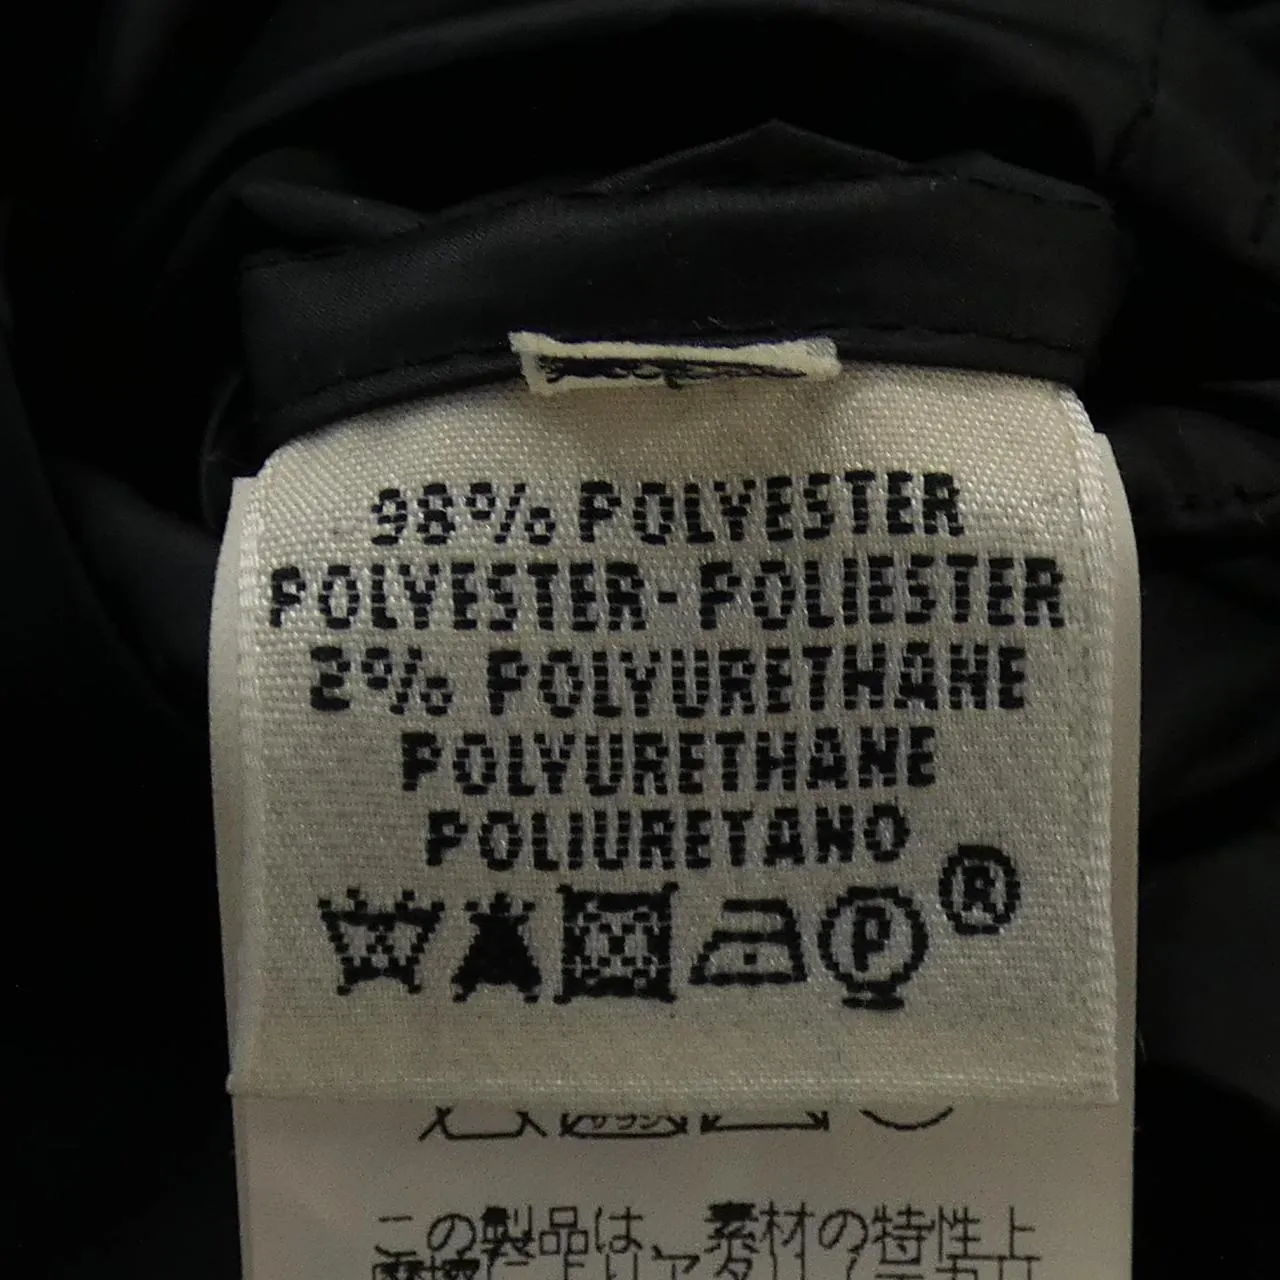 98% POLYESTER
POLYESTER-POLIESTER
2% POLYURETHANE
POLYURETHANE
POLIURETANO
P ®
この製品は、素材の特性上